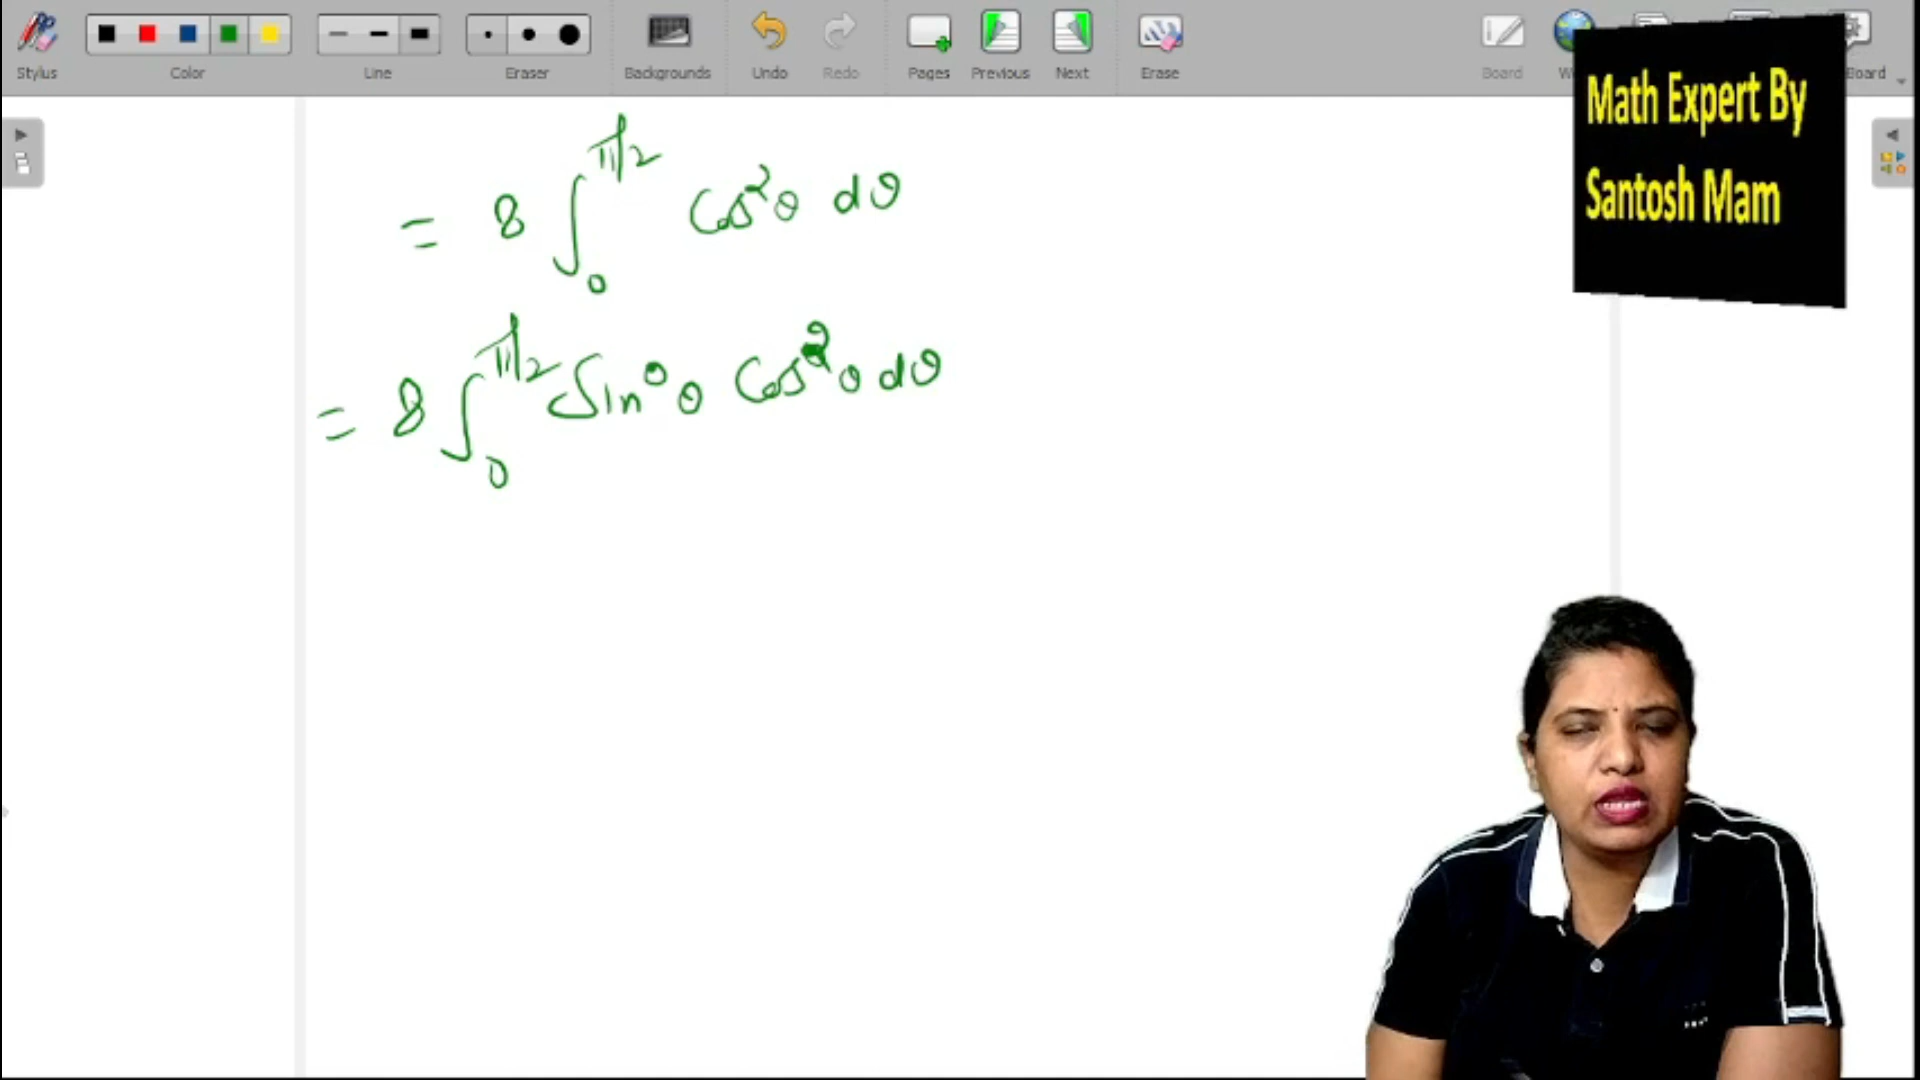 Stylus Color Line Eraser Backgrounds Undo Redo Pages Previous Next Erase Board Board
Math Expert By
Santosh Mam
= 8 ∫₀^{π/2} cos²θ dθ
= 8 ∫₀^{π/2} Sin⁰θ cos²θ dθ